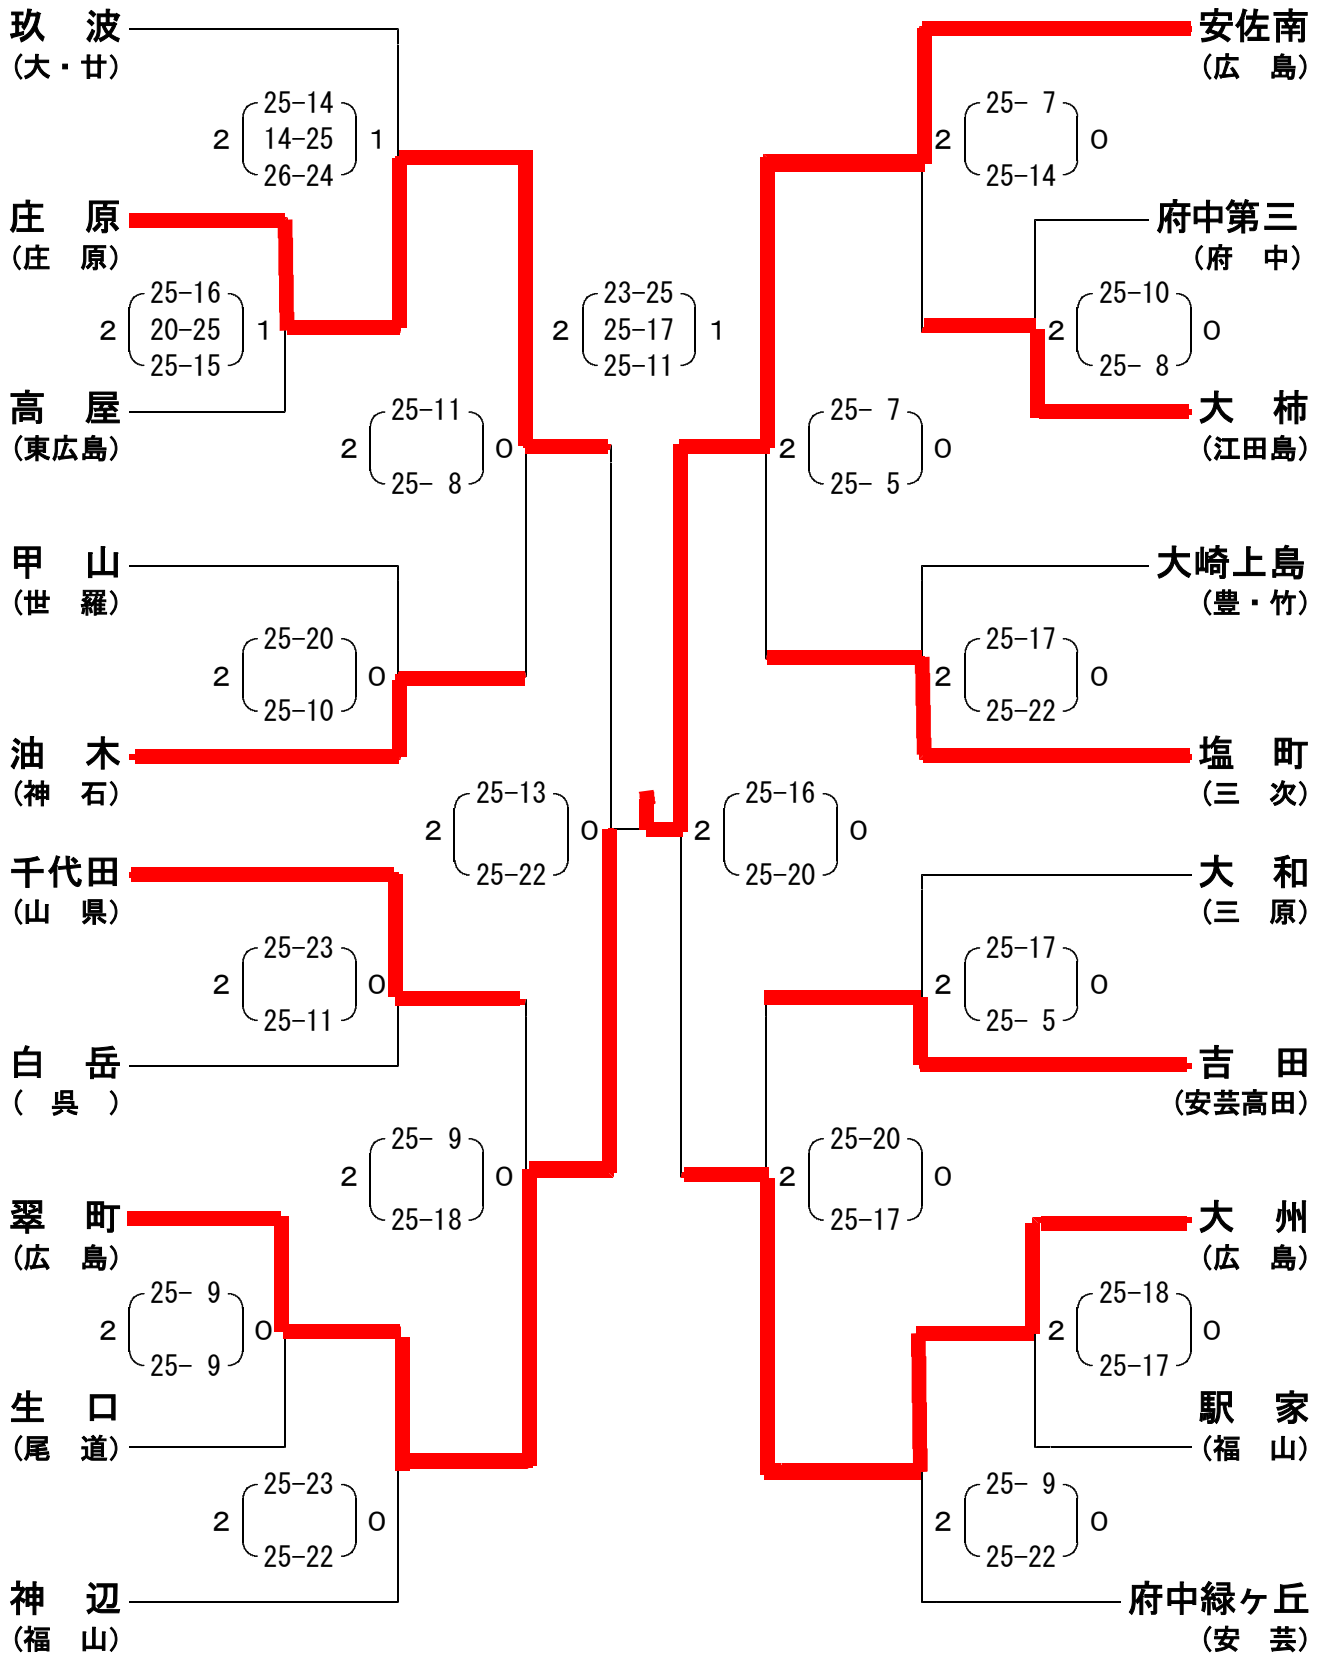 玖　波
（大・廿）
25-14
2 14-25 1
26-24
庄　原
（庄　原）
25-16
2 20-25 1
25-15
高　屋
（東広島）
25-11
2 0
25- 8
甲　山
（世　羅）
25-20
2 0
25-10
油　木
（神　石）
25-13
2 0
25-22
千代田
（山　県）
25-23
2 0
25-11
白　岳
（　呉　）
25- 9
2 0
25-18
翠　町
（広　島）
25- 9
2 0
25- 9
生　口
（尾　道）
25-23
2 0
25-22
神　辺
（福　山）
23-25
2 25-17 1
25-11
安佐南
（広　島）
25- 7
2 0
25-14
府中第三
（府　中）
25-10
2 0
25- 8
大　柿
（江田島）
25- 7
2 0
25- 5
大崎上島
（豊・竹）
25-17
2 0
25-22
塩　町
（三　次）
25-16
2 0
25-20
大　和
（三　原）
25-17
2 0
25- 5
吉　田
（安芸高田）
25-20
2 0
25-17
大　州
（広　島）
25-18
2 0
25-17
駅　家
（福　山）
25- 9
2 0
25-22
府中緑ヶ丘
（安　芸）